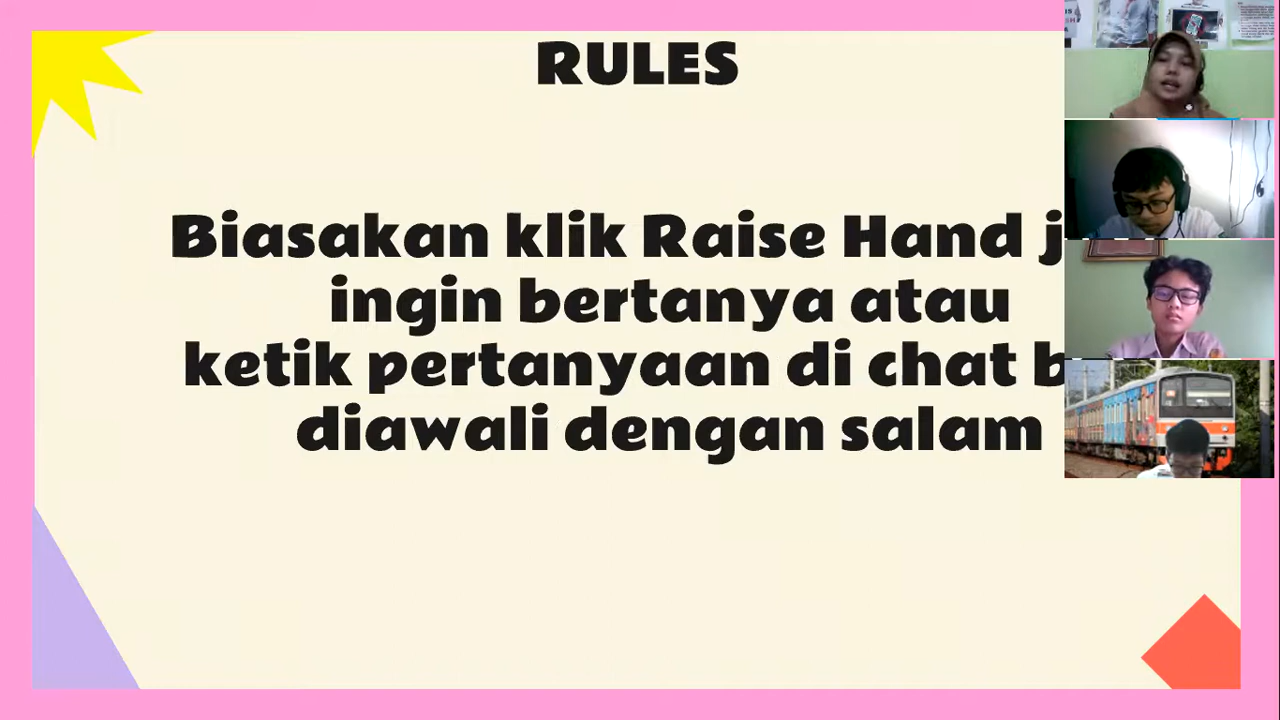 RULES
Biasakan klik Raise Hand
ingin bertanya atau
ketik pertanyaan di chat
diawali dengan salam